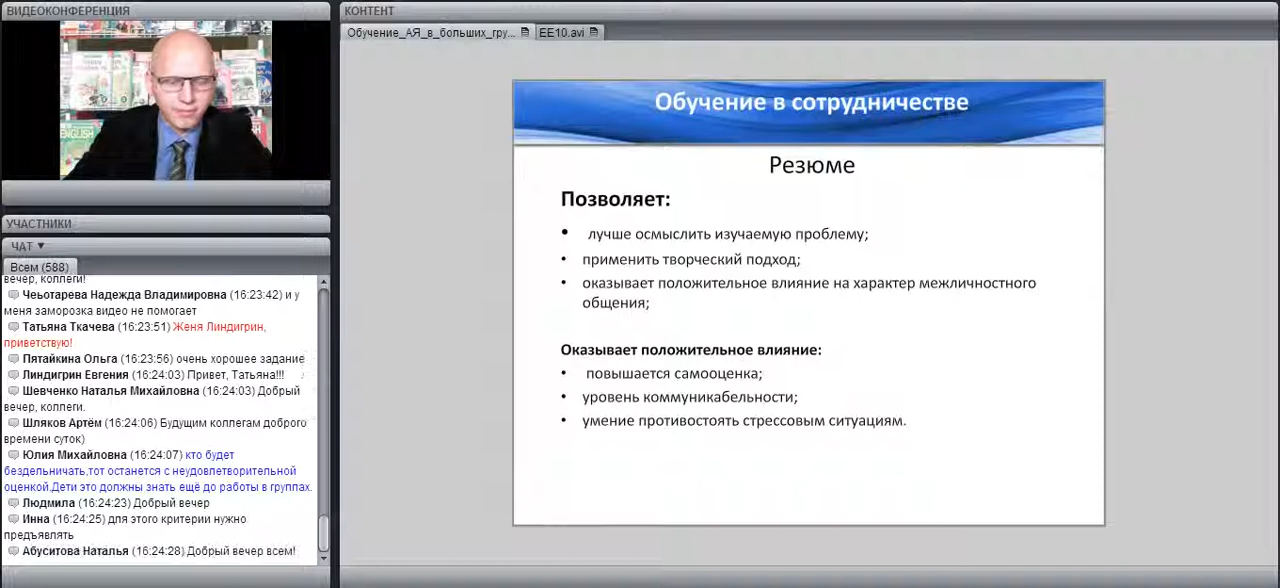 ВИДЕОКОНФЕРЕНЦИЯ
УЧАСТНИКИ
ЧАТ
Всем (588)
вечер, коллеги!
Чеьотарева Надежда Владимировна (16:23:42) и у
меня заморозка видео не помогает
Татьяна Ткачева (16:23:51) Женя Линдигрин,
приветствую!
Пятайкина Ольга (16:23:56) очень хорошее задание
Линдигрин Евгения (16:24:03) Привет, Татьяна!!!
Шевченко Наталья Михайловна (16:24:03) Добрый
вечер, коллеги.
Шляков Артём (16:24:06) Будущим коллегам доброго
времени суток)
Юлия Михайловна (16:24:07) кто будет
бездельничать,тот останется с неудовлетворительной
оценкой.Дети это должны знать ещё до работы в группах.
Людмила (16:24:23) Добрый вечер
Инна (16:24:25) для этого критерии нужно
предъявлять
Абуситова Наталья (16:24:28) Добрый вечер всем!
КОНТЕНТ
Обучение_АЯ_в_больших_гру... EE10.avi
Обучение в сотрудничестве
Резюме
Позволяет:
• лучше осмыслить изучаемую проблему;
• применить творческий подход;
• оказывает положительное влияние на характер межличностного
общения;
Оказывает положительное влияние:
• повышается самооценка;
• уровень коммуникабельности;
• умение противостоять стрессовым ситуациям.
ENGLISH